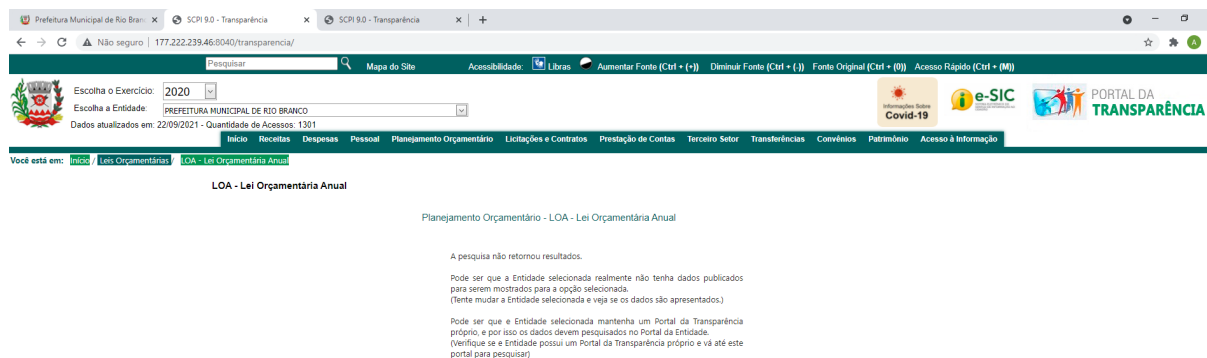 Prefeitura Municipal de Rio Bran
SCPI 9.0 - Transparência
SCPI 9.0 - Transparência
Não seguro | 177.222.239.46:8040/transparencia/
A
Pesquisar Mapa do Site Acessibilidade: Libras Aumentar Fonte (Ctrl + (+)) Diminuir Fonte (Ctrl + (-)) Fonte Original (Ctrl + (0)) Acesso Rápido (Ctrl + (M))
Escolha o Exercício: 2020
Escolha a Entidade: PREFEITURA MUNICIPAL DE RIO BRANCO
Dados atualizados em: 22/09/2021 - Quantidade de Acessos: 1301
Informações Sobre
Covid-19
e-SIC
PORTAL DA
TRANSPARÊNCIA
Início Receitas Despesas Pessoal Planejamento Orçamentário Licitações e Contratos Prestação de Contas Terceiro Setor Transferências Convênios Patrimônio Acesso à Informação
Você está em: Início / Leis Orçamentárias / LOA - Lei Orçamentária Anual
LOA - Lei Orçamentária Anual
Planejamento Orçamentário - LOA - Lei Orçamentária Anual
A pesquisa não retornou resultados.
Pode ser que a Entidade selecionada realmente não tenha dados publicados
para serem mostrados para a opção selecionada.
(Tente mudar a Entidade selecionada e veja se os dados são apresentados.)
Pode ser que e Entidade selecionada mantenha um Portal da Transparência
próprio, e por isso os dados devem pesquisados no Portal da Entidade.
(Verifique se e Entidade possui um Portal da Transparência próprio e vá até este
portal para pesquisar)